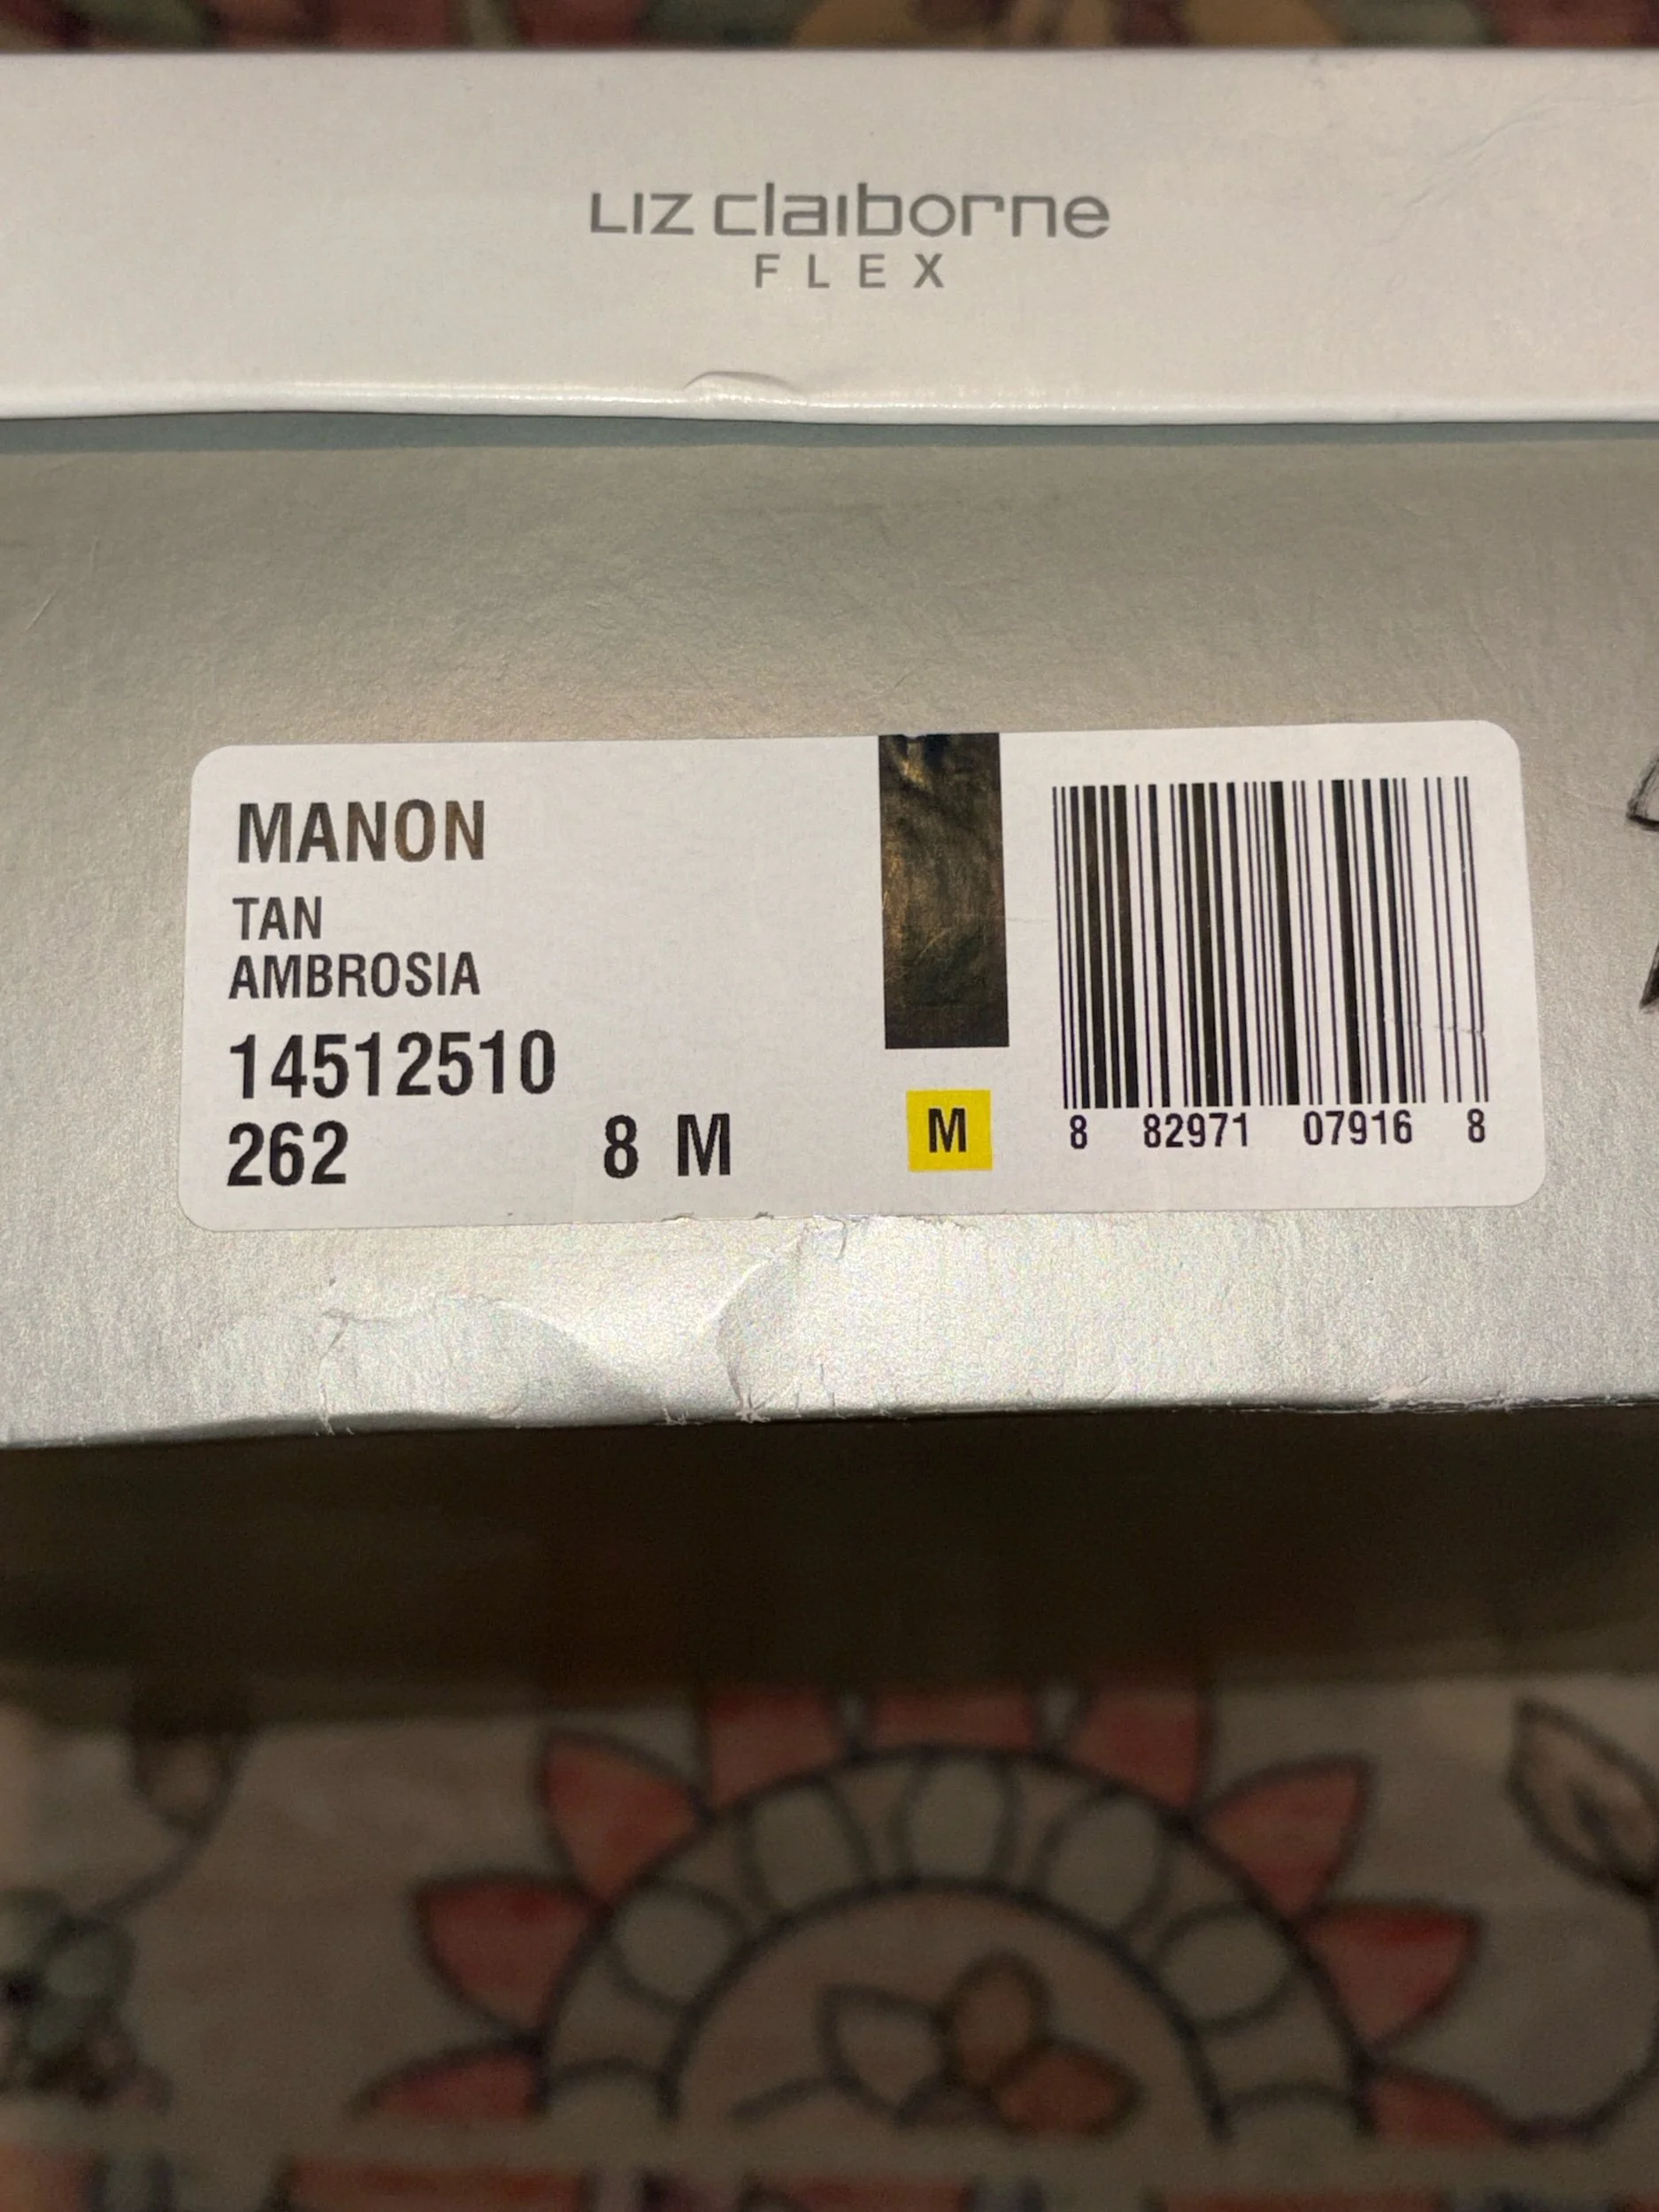 LIZ claiborne
FLEX
MANON
TAN
AMBROSIA
14512510
262 8 M
M
8 82971 07916 8